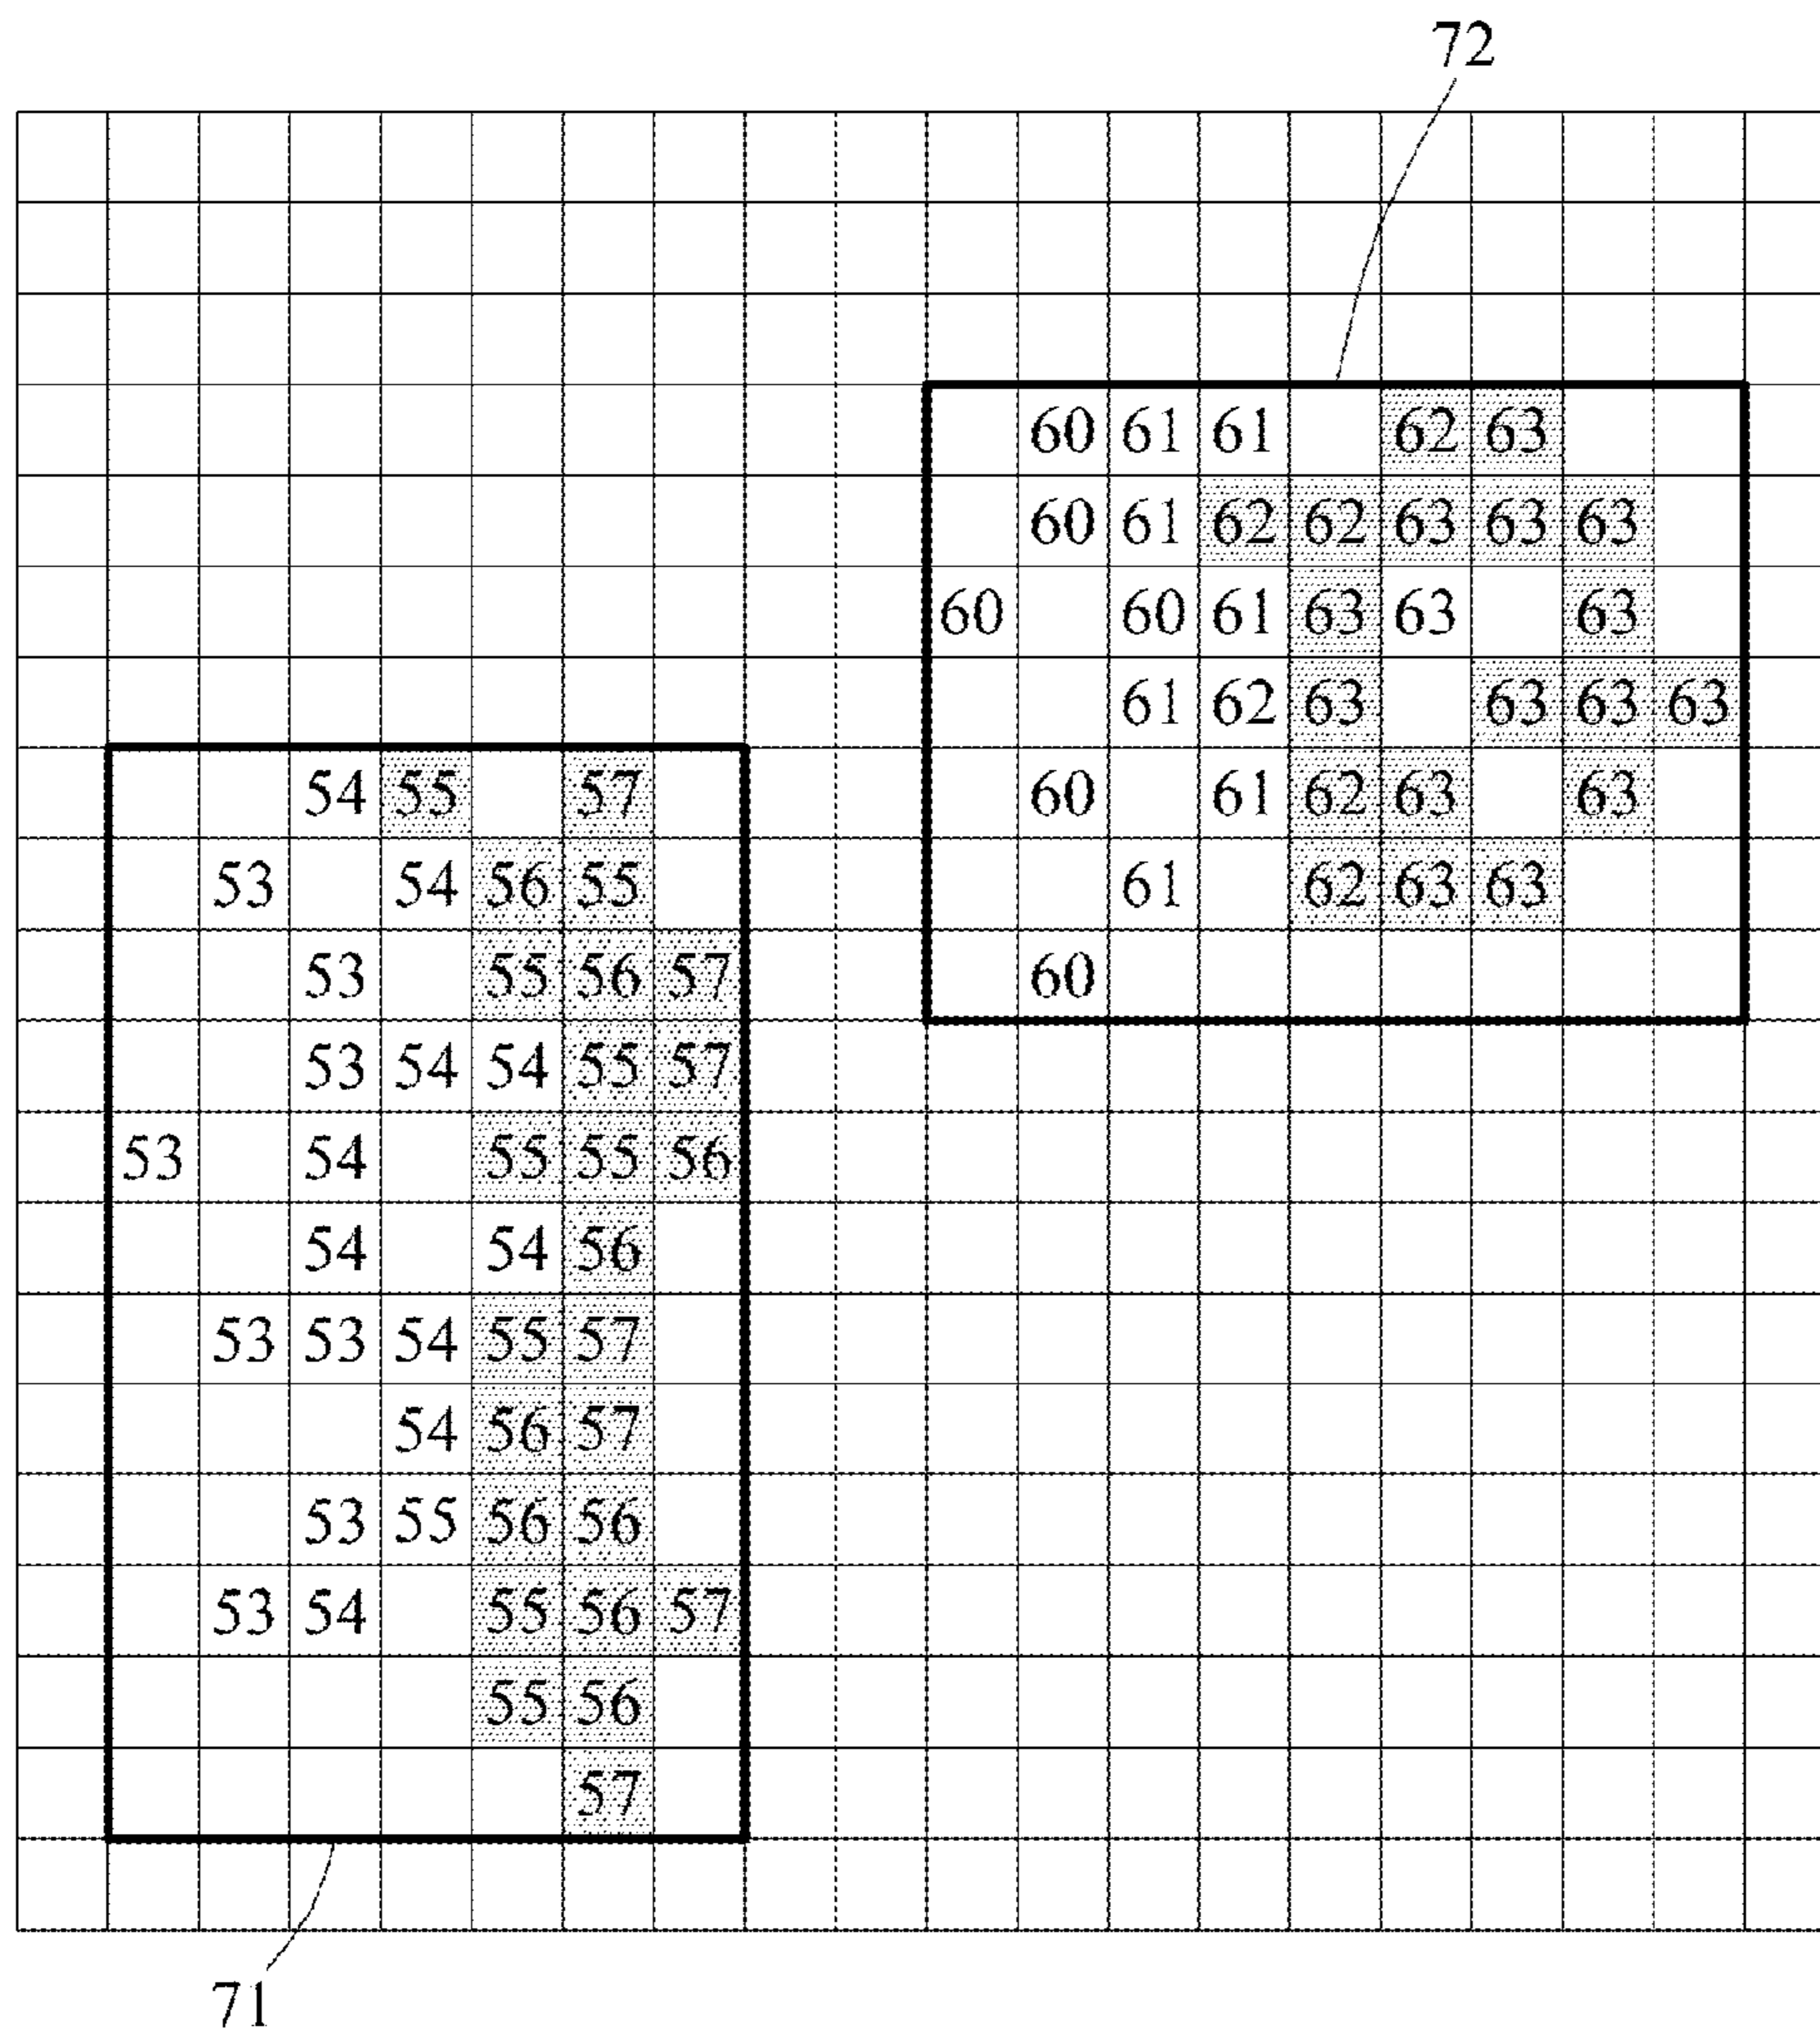 72
60 61 61 62 63
60 61 62 62 63 63 63
60 60 61 63 63 63
61 62 63 63 63 63
54 55 57 60 61 62 63 63
53 54 56 55 61 62 63 63
53 55 56 57 60
53 54 54 55 57
53 54 55 55 56
54 54 56
53 53 54 55 57
54 56 57
53 55 56 56
53 54 55 56 57
55 56
57
71